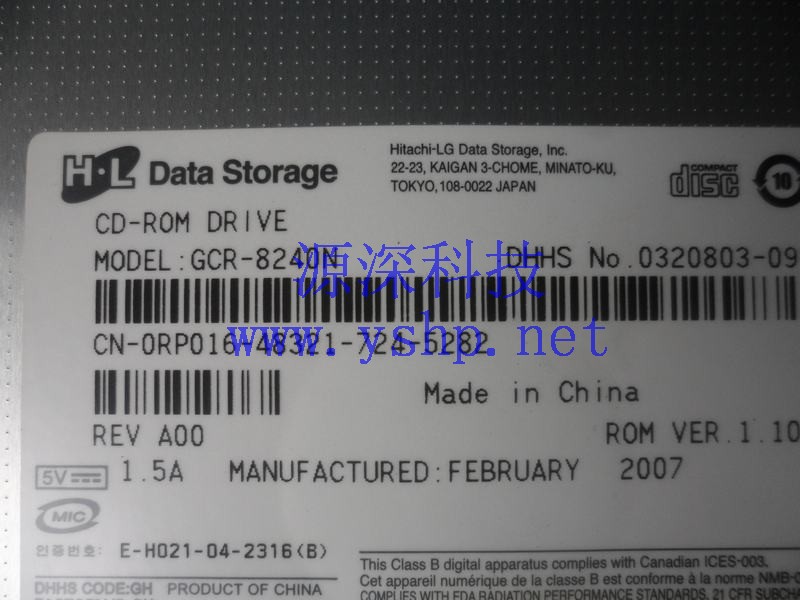 H·L Data Storage
Hitachi-LG Data Storage, Inc.
22-23, KAIGAN 3-CHOME, MINATO-KU,
TOKYO,108-0022 JAPAN
COMPACT
disc
10
CD-ROM DRIVE
MODEL:GCR-8240N
DHHS No.0320803-09
源深科技
www.yshp.net
CN-0RP016-48321-724-5282
Made in China
REV A00
ROM VER.1.10
5V
1.5A
MANUFACTURED:FEBRUARY 2007
MIC
인증번호: E-H021-04-2316(B)
This Class B digital apparatus complies with Canadian ICES-003.
Cet appareil numérique de la classe B est conforme à la norme NMB-0
DHHS CODE:GH PRODUCT OF CHINA
COMPLIES WITH FDA RADIATION PERFORMANCE STANDARDS, 21 CFR SUBCHA